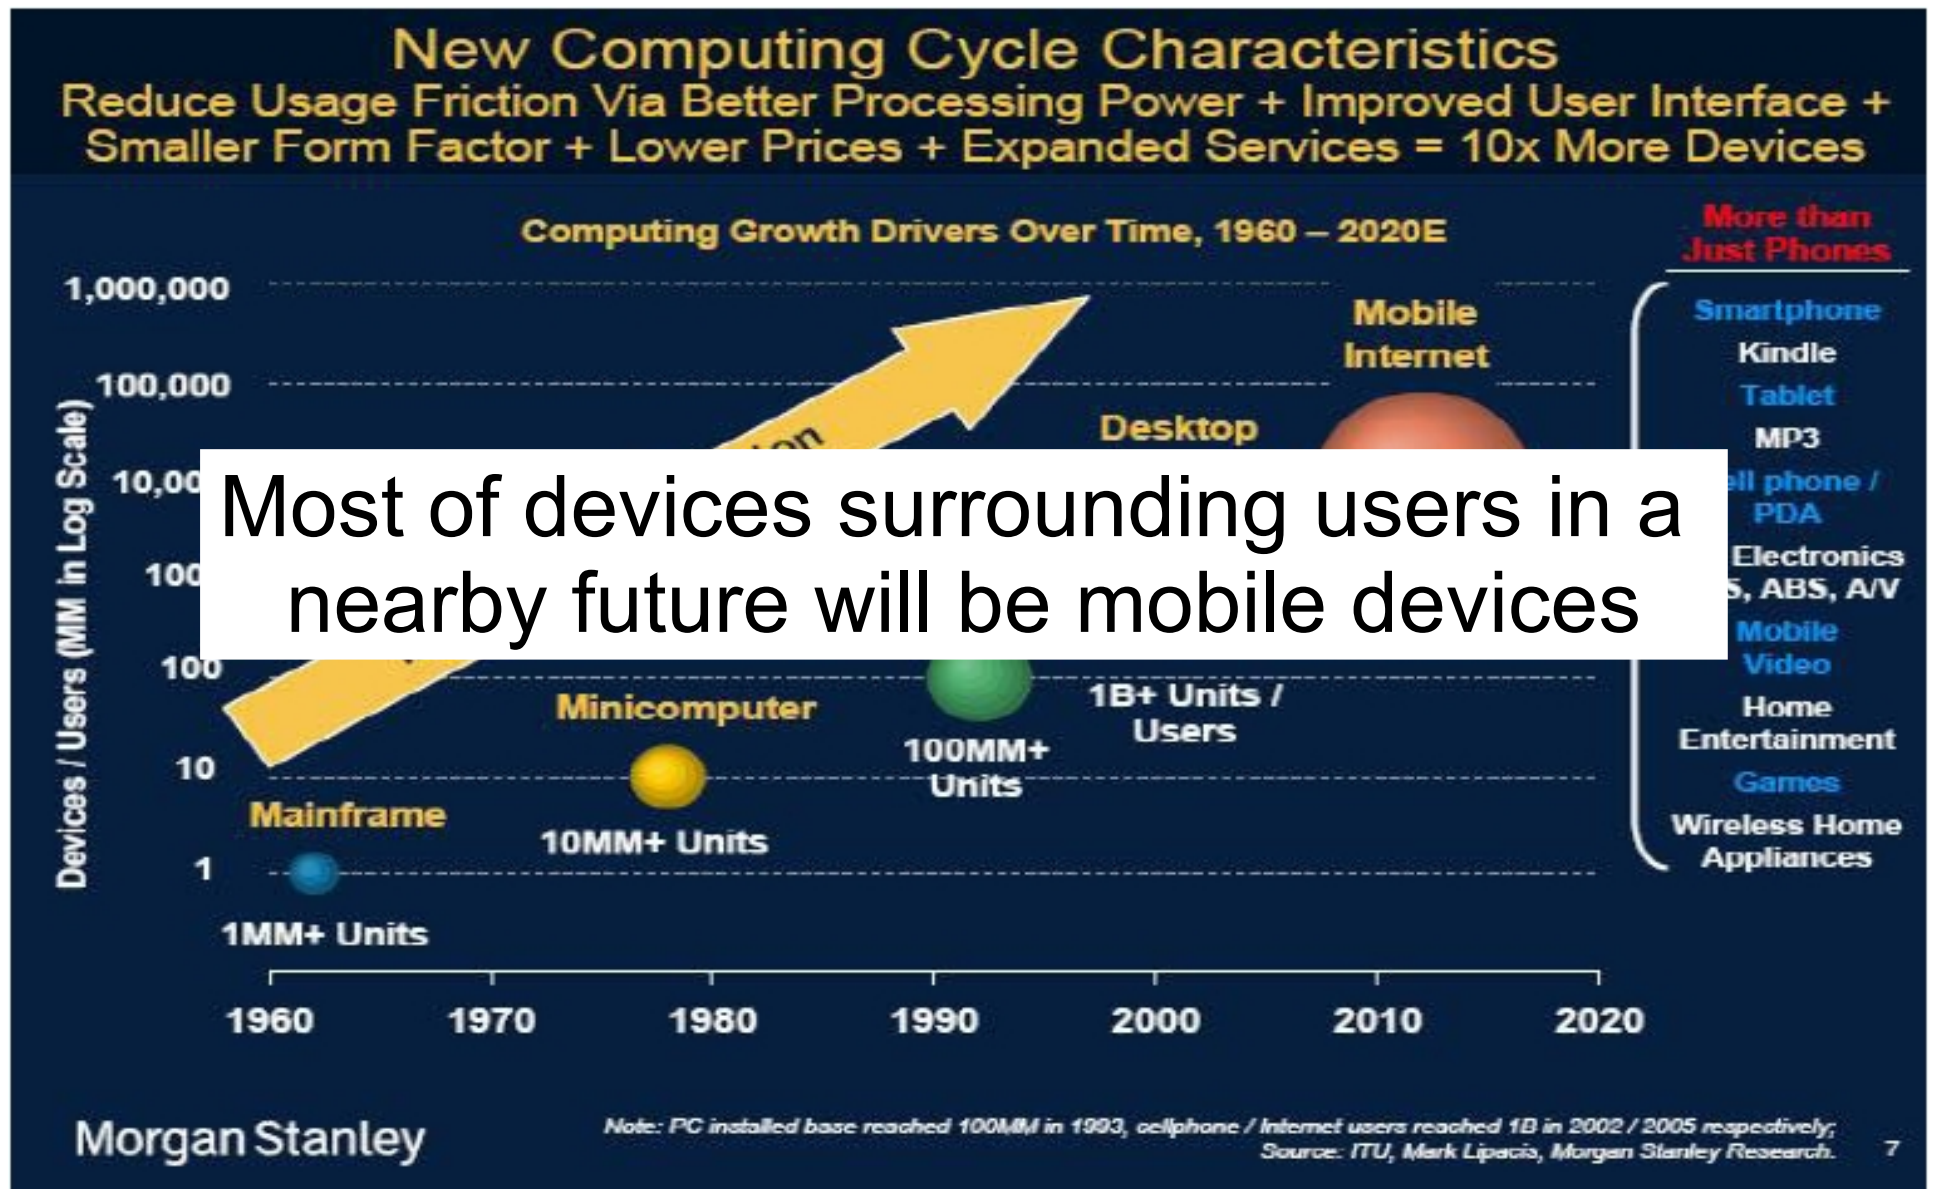 New Computing Cycle Characteristics
Reduce Usage Friction Via Better Processing Power + Improved User Interface +
Smaller Form Factor + Lower Prices + Expanded Services = 10x More Devices
Computing Growth Drivers Over Time, 1960 – 2020E
More than
Just Phones
1,000,000
100,000
10,00
100
100
10
1
Devices / Users (MM in Log Scale)
Mobile
Internet
Desktop
Most of devices surrounding users in a
nearby future will be mobile devices
Minicomputer
1B+ Units /
Users
100MM+
Units
Mainframe
10MM+ Units
1MM+ Units
Smartphone
Kindle
Tablet
MP3
ell phone /
PDA
Electronics
S, ABS, A/V
Mobile
Video
Home
Entertainment
Games
Wireless Home
Appliances
1960 1970 1980 1990 2000 2010 2020
Morgan Stanley
Note: PC installed base reached 100MM in 1993, cellphone / Internet users reached 1B in 2002 / 2005 respectively;
Source: ITU, Mark Lipacis, Morgan Stanley Research.
7